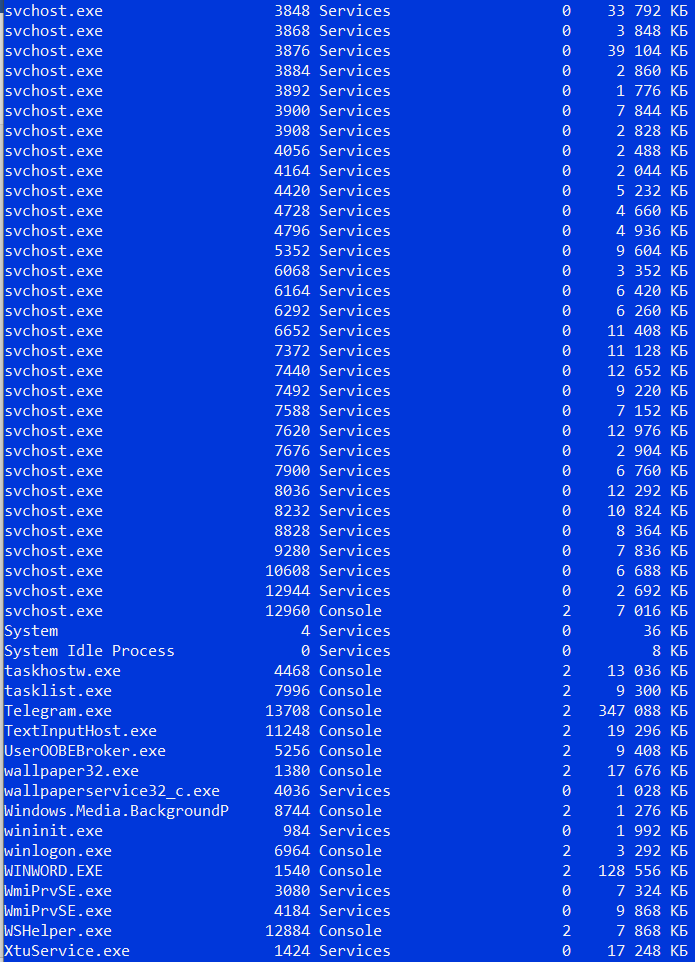 svchost.exe 3848 Services 0 33 792 КБ
svchost.exe 3868 Services 0 3 848 КБ
svchost.exe 3876 Services 0 39 104 КБ
svchost.exe 3884 Services 0 2 860 КБ
svchost.exe 3892 Services 0 1 776 КБ
svchost.exe 3900 Services 0 7 844 КБ
svchost.exe 3908 Services 0 2 828 КБ
svchost.exe 4056 Services 0 2 488 КБ
svchost.exe 4164 Services 0 2 044 КБ
svchost.exe 4420 Services 0 5 232 КБ
svchost.exe 4728 Services 0 4 660 КБ
svchost.exe 4796 Services 0 4 936 КБ
svchost.exe 5352 Services 0 9 604 КБ
svchost.exe 6068 Services 0 3 352 КБ
svchost.exe 6164 Services 0 6 420 КБ
svchost.exe 6292 Services 0 6 260 КБ
svchost.exe 6652 Services 0 11 408 КБ
svchost.exe 7372 Services 0 11 128 КБ
svchost.exe 7440 Services 0 12 652 КБ
svchost.exe 7492 Services 0 9 220 КБ
svchost.exe 7588 Services 0 7 152 КБ
svchost.exe 7620 Services 0 12 976 КБ
svchost.exe 7676 Services 0 2 904 КБ
svchost.exe 7900 Services 0 6 760 КБ
svchost.exe 8036 Services 0 12 292 КБ
svchost.exe 8232 Services 0 10 824 КБ
svchost.exe 8828 Services 0 8 364 КБ
svchost.exe 9280 Services 0 7 836 КБ
svchost.exe 10608 Services 0 6 688 КБ
svchost.exe 12944 Services 0 2 692 КБ
svchost.exe 12960 Console 2 7 016 КБ
System 4 Services 0 36 КБ
System Idle Process 0 Services 0 8 КБ
taskhostw.exe 4468 Console 2 13 036 КБ
tasklist.exe 7996 Console 2 9 300 КБ
Telegram.exe 13708 Console 2 347 088 КБ
TextInputHost.exe 11248 Console 2 19 296 КБ
UserOOBEBroker.exe 5256 Console 2 9 408 КБ
wallpaper32.exe 1380 Console 2 17 676 КБ
wallpaperservice32_c.exe 4036 Services 0 1 028 КБ
Windows.Media.BackgroundP 8744 Console 2 1 276 КБ
wininit.exe 984 Services 0 1 992 КБ
winlogon.exe 6964 Console 2 3 292 КБ
WINWORD.EXE 1540 Console 2 128 556 КБ
WmiPrvSE.exe 3080 Services 0 7 324 КБ
WmiPrvSE.exe 4184 Services 0 9 868 КБ
WSHelper.exe 12884 Console 2 7 868 КБ
XtuService.exe 1424 Services 0 17 248 КБ